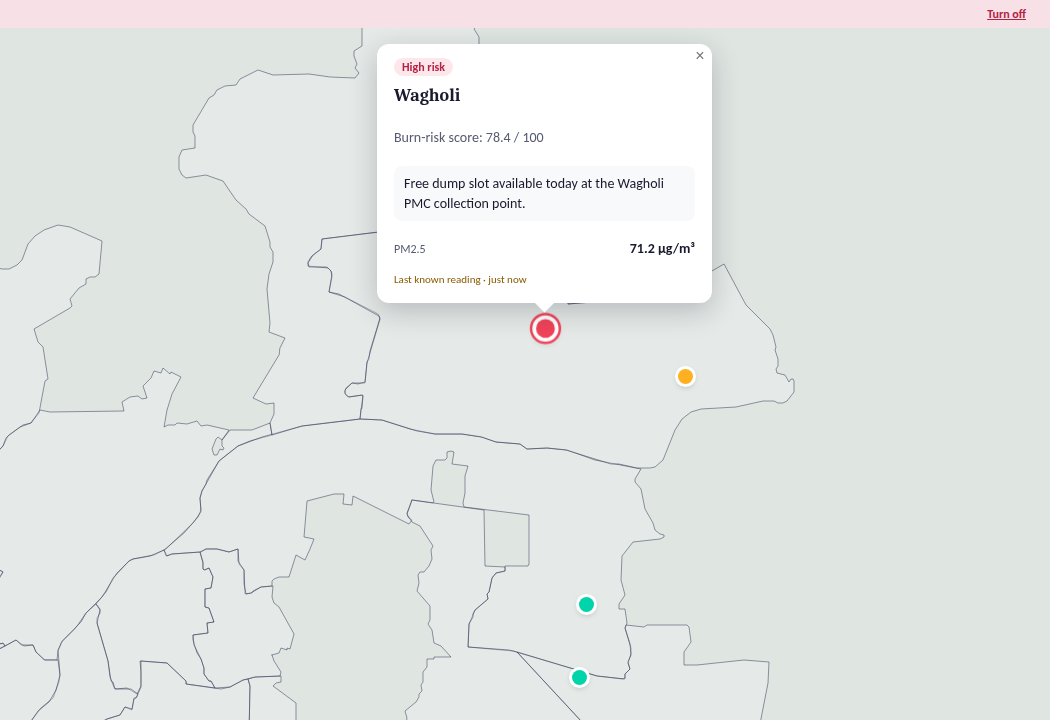 Turn off
×
High risk
Wagholi
Burn-risk score: 78.4 / 100
Free dump slot available today at the Wagholi
PMC collection point.
PM2.5 71.2 µg/m³
Last known reading · just now